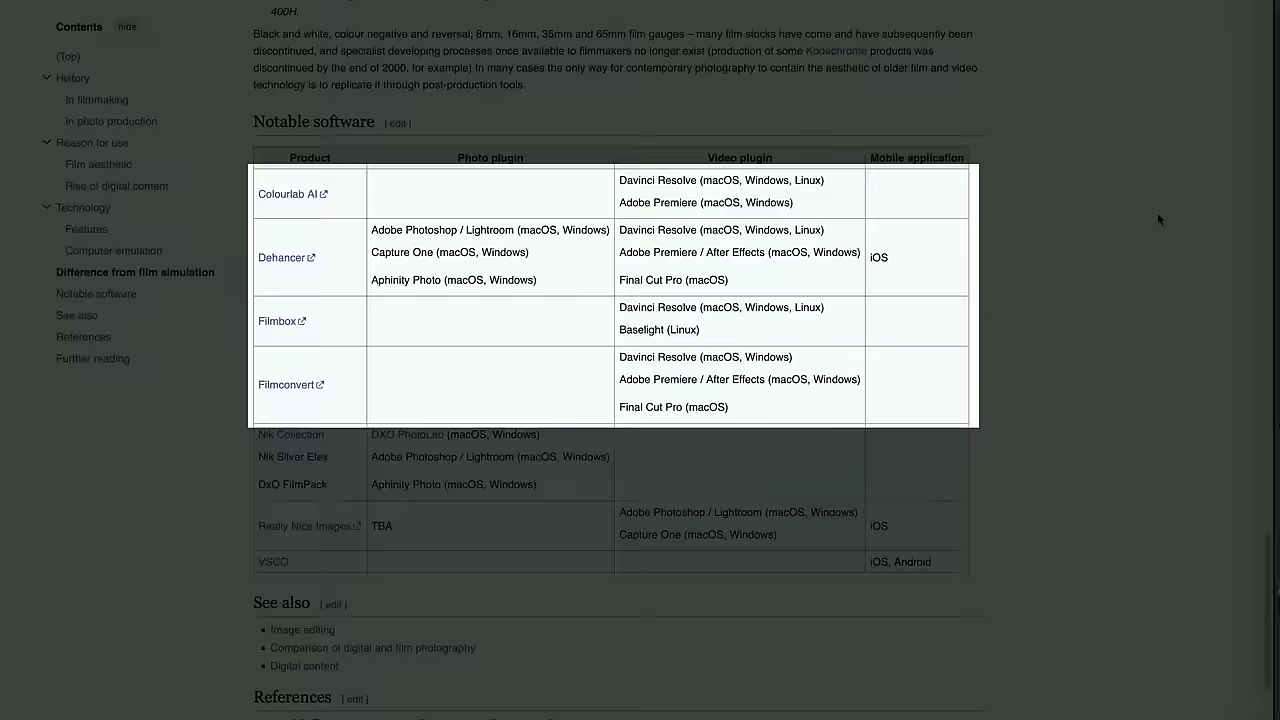 Contents hide
(Top)
History
In filmmaking
In photo production
Reason for use
Film aesthetic
Rise of digital content
Technology
Features
Computer emulation
Difference from film simulation
Notable software
See also
References
Further reading
400H.
Black and white, colour negative and reversal; 8mm, 16mm, 35mm and 65mm film gauges – many film stocks have come and have subsequently been
discontinued, and specialist developing processes once available to filmmakers no longer exist (production of some Kodachrome products was
discontinued by the end of 2000, for example) In many cases the only way for contemporary photography to contain the aesthetic of older film and video
technology is to replicate it through post-production tools.
Notable software [ edit ]
Product Photo plugin Video plugin Mobile application
Colourlab AI Davinci Resolve (macOS, Windows, Linux)
Adobe Premiere (macOS, Windows)
Dehancer Adobe Photoshop / Lightroom (macOS, Windows) Davinci Resolve (macOS, Windows, Linux) iOS
Capture One (macOS, Windows) Adobe Premiere / After Effects (macOS, Windows)
Aphinity Photo (macOS, Windows) Final Cut Pro (macOS)
Filmbox Davinci Resolve (macOS, Windows, Linux)
Baselight (Linux)
Filmconvert Davinci Resolve (macOS, Windows)
Adobe Premiere / After Effects (macOS, Windows)
Final Cut Pro (macOS)
Nik Collection DXO PhotoLab (macOS, Windows)
Nik Silver Efex Adobe Photoshop / Lightroom (macOS, Windows)
DxO FilmPack Aphinity Photo (macOS, Windows)
Really Nice Images TBA Adobe Photoshop / Lightroom (macOS, Windows) iOS
Capture One (macOS, Windows)
VSCO iOS, Android
See also [ edit ]
Image editing
Comparison of digital and film photography
Digital content
References [ edit ]